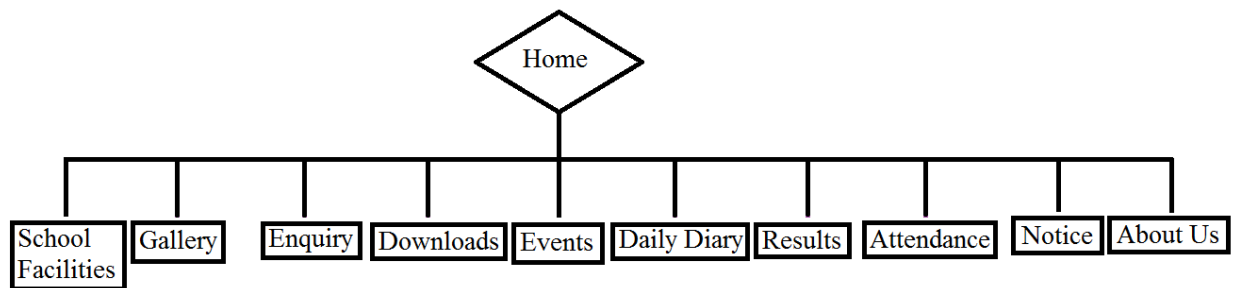 Home
School
Facilities
Gallery
Enquiry
Downloads
Events
Daily Diary
Results
Attendance
Notice
About Us